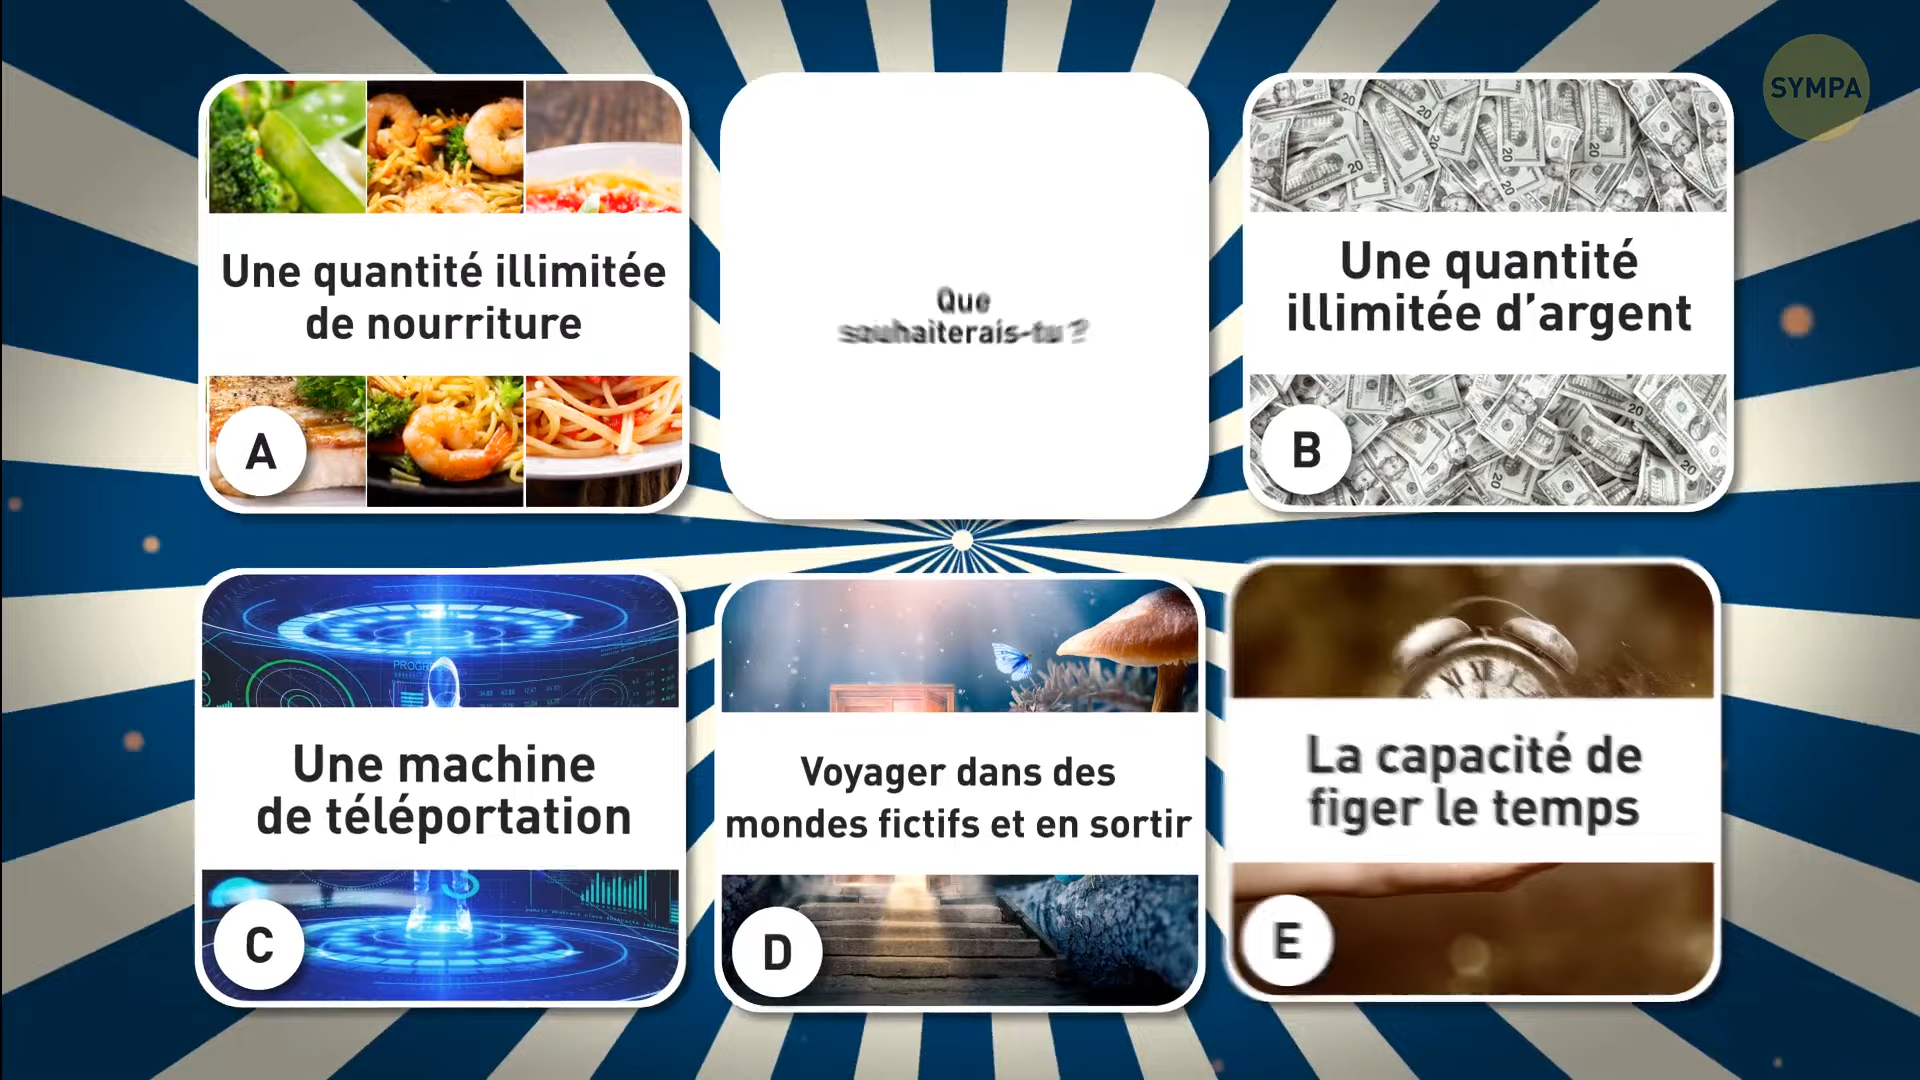 SYMPA
Une quantité illimitée
de nourriture
A
Que
souhaiterais-tu ?
Une quantité
illimitée d’argent
B
Une machine
de téléportation
C
Voyager dans des
mondes fictifs et en sortir
D
La capacité de
figer le temps
E